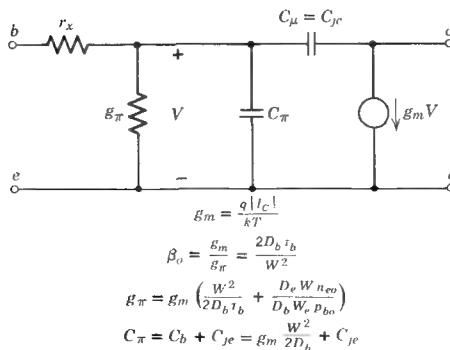 C_μ = C_jc
b r_x c
+
g_π V C_π g_m V
−
e e
g_m = q|I_C| / kT
β_o = g_m / g_π = 2D_b τ_b / W^2
g_π = g_m (W^2 / 2D_b τ_b + D_e W n_eo / D_b W_e p_bo)
C_π = C_b + C_je = g_m W^2 / 2D_b + C_je